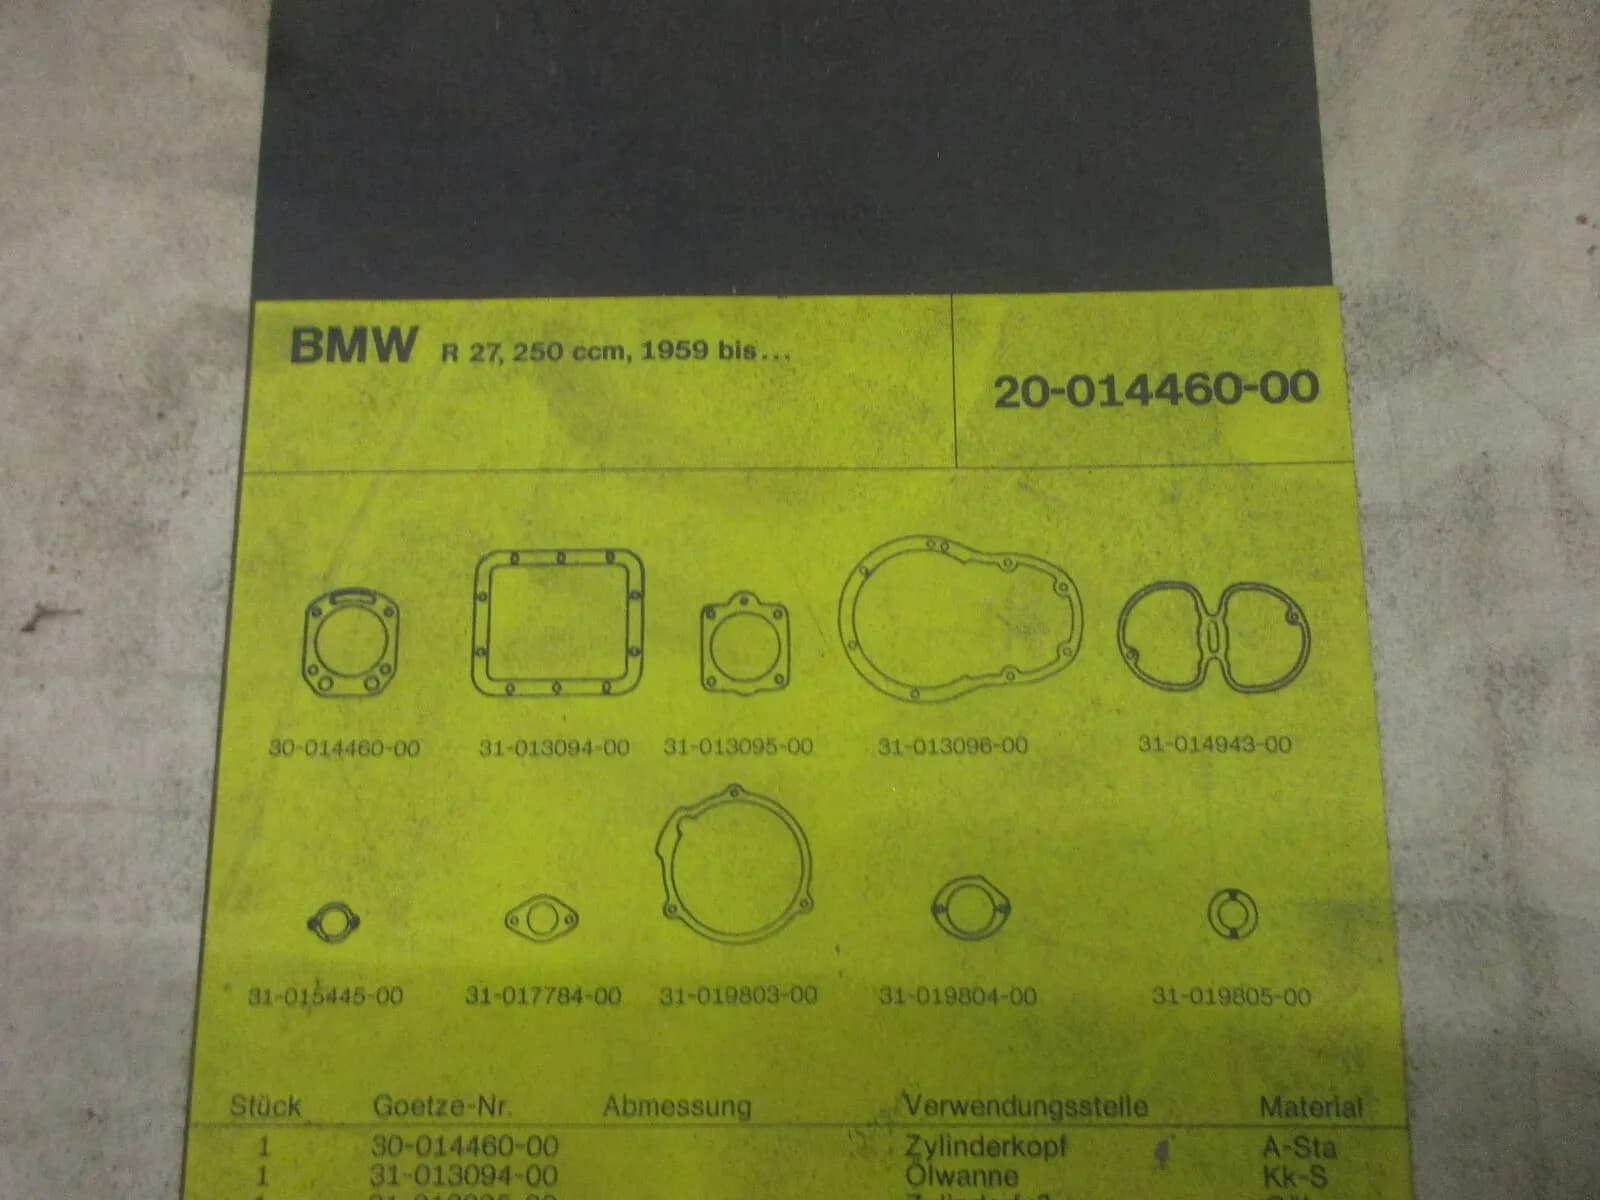 BMW R 27, 250 ccm, 1959 bis...
20-014460-00
30-014460-00 31-013094-00 31-013095-00 31-013096-00 31-014943-00
31-015445-00 31-017784-00 31-019803-00 31-019804-00 31-019805-00
Stück Goetze-Nr. Abmessung Verwendungsstelle Material
1 30-014460-00 Zylinderkopf A-Sta
1 31-013094-00 Ölwanne Kk-S